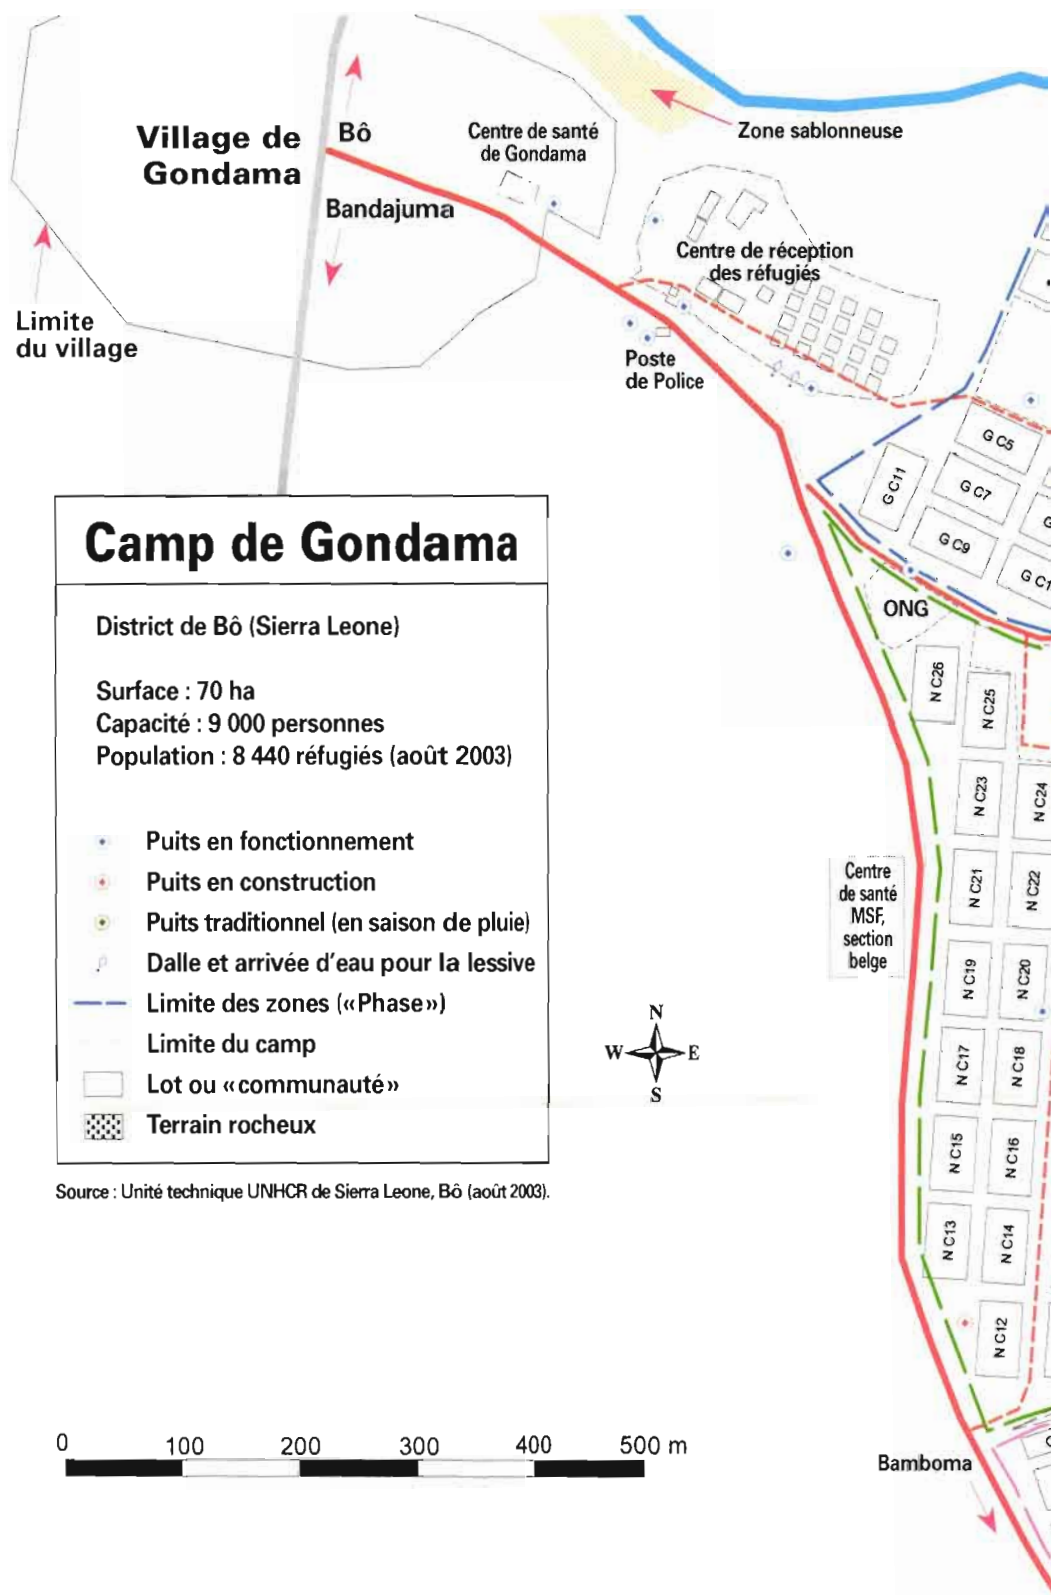 Village de
Gondama
Bô
Bandajuma
Centre de santé
de Gondama
Zone sablonneuse
Centre de réception
des réfugiés
Limite
du village
Poste
de Police
G C5
G C11
G C7
G C9
G C1
ONG
Camp de Gondama
District de Bô (Sierra Leone)
Surface : 70 ha
Capacité : 9 000 personnes
Population : 8 440 réfugiés (août 2003)
Puits en fonctionnement
Puits en construction
Puits traditionnel (en saison de pluie)
Dalle et arrivée d'eau pour la lessive
Limite des zones («Phase»)
Limite du camp
Lot ou «communauté»
Terrain rocheux
Source : Unité technique UNHCR de Sierra Leone, Bô (août 2003).
N C26
N C25
N C23
N C24
Centre
de santé
MSF,
section
belge
N C21
N C22
N C19
N C20
N C17
N C18
N C15
N C16
N C13
N C14
N C12
N
W E
S
0 100 200 300 400 500 m
Bamboma